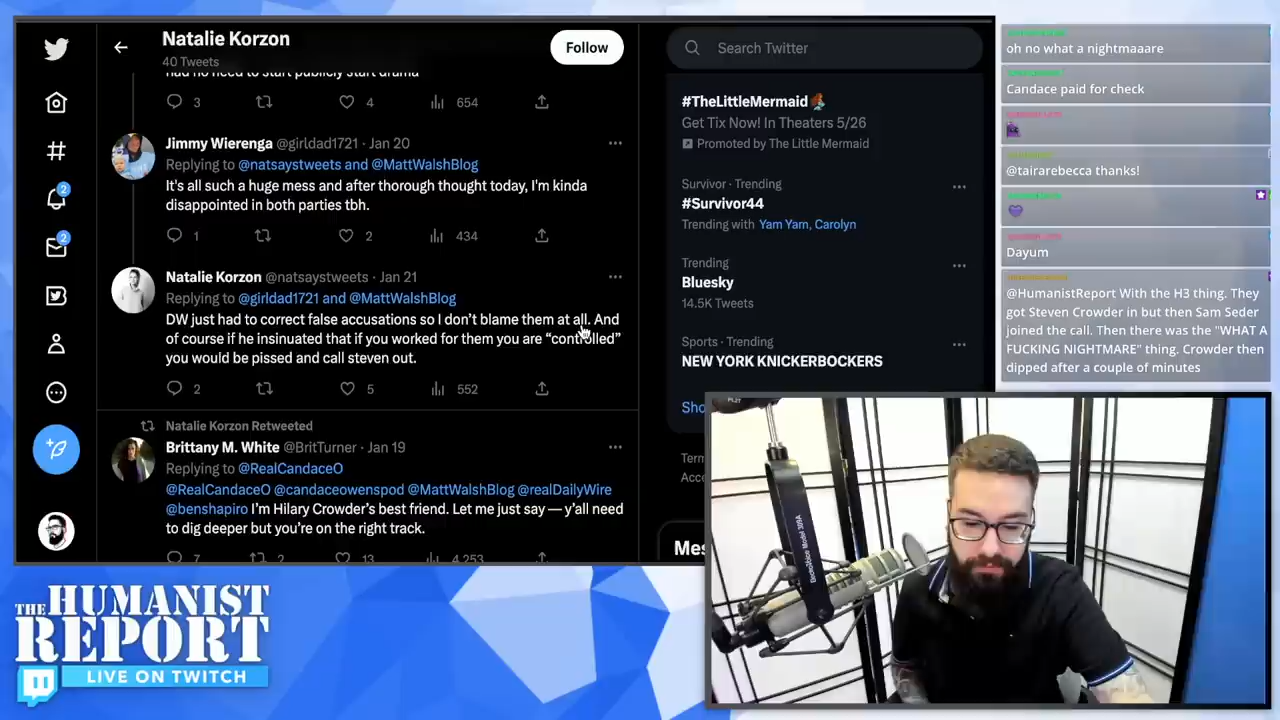 Natalie Korzon
40 Tweets
Follow
had no need to start publicly start drama
3
4
654
Jimmy Wierenga @girldad1721 · Jan 20
Replying to @natsaystweets and @MattWalshBlog
It's all such a huge mess and after thorough thought today, I'm kinda
disappointed in both parties tbh.
1
2
434
Natalie Korzon @natsaystweets · Jan 21
Replying to @girldad1721 and @MattWalshBlog
DW just had to correct false accusations so I don't blame them at all. And
of course if he insinuated that if you worked for them you are “controlled”
you would be pissed and call steven out.
2
5
552
Natalie Korzon Retweeted
Brittany M. White @BritTurner · Jan 19
Replying to @RealCandaceO
@RealCandaceO @candaceowenspod @MattWalshBlog @realDailyWire
@benshapiro I'm Hilary Crowder's best friend. Let me just say — y'all need
to dig deeper but you're on the right track.
7
2
13
4,253
2
2
Search Twitter
#TheLittleMermaid
Get Tix Now! In Theaters 5/26
Promoted by The Little Mermaid
Survivor · Trending
#Survivor44
Trending with Yam Yam, Carolyn
Trending
Bluesky
14.5K Tweets
Sports · Trending
NEW YORK KNICKERBOCKERS
Sho
Term
Acce
Mes
oh no what a nightmaaare
Candace paid for check
@tairarebecca thanks!
Dayum
@HumanistReport With the H3 thing. They
got Steven Crowder in but then Sam Seder
joined the call. Then there was the "WHAT A
FUCKING NIGHTMARE" thing. Crowder then
dipped after a couple of minutes
THE
HUMANIST
REPORT
LIVE ON TWITCH